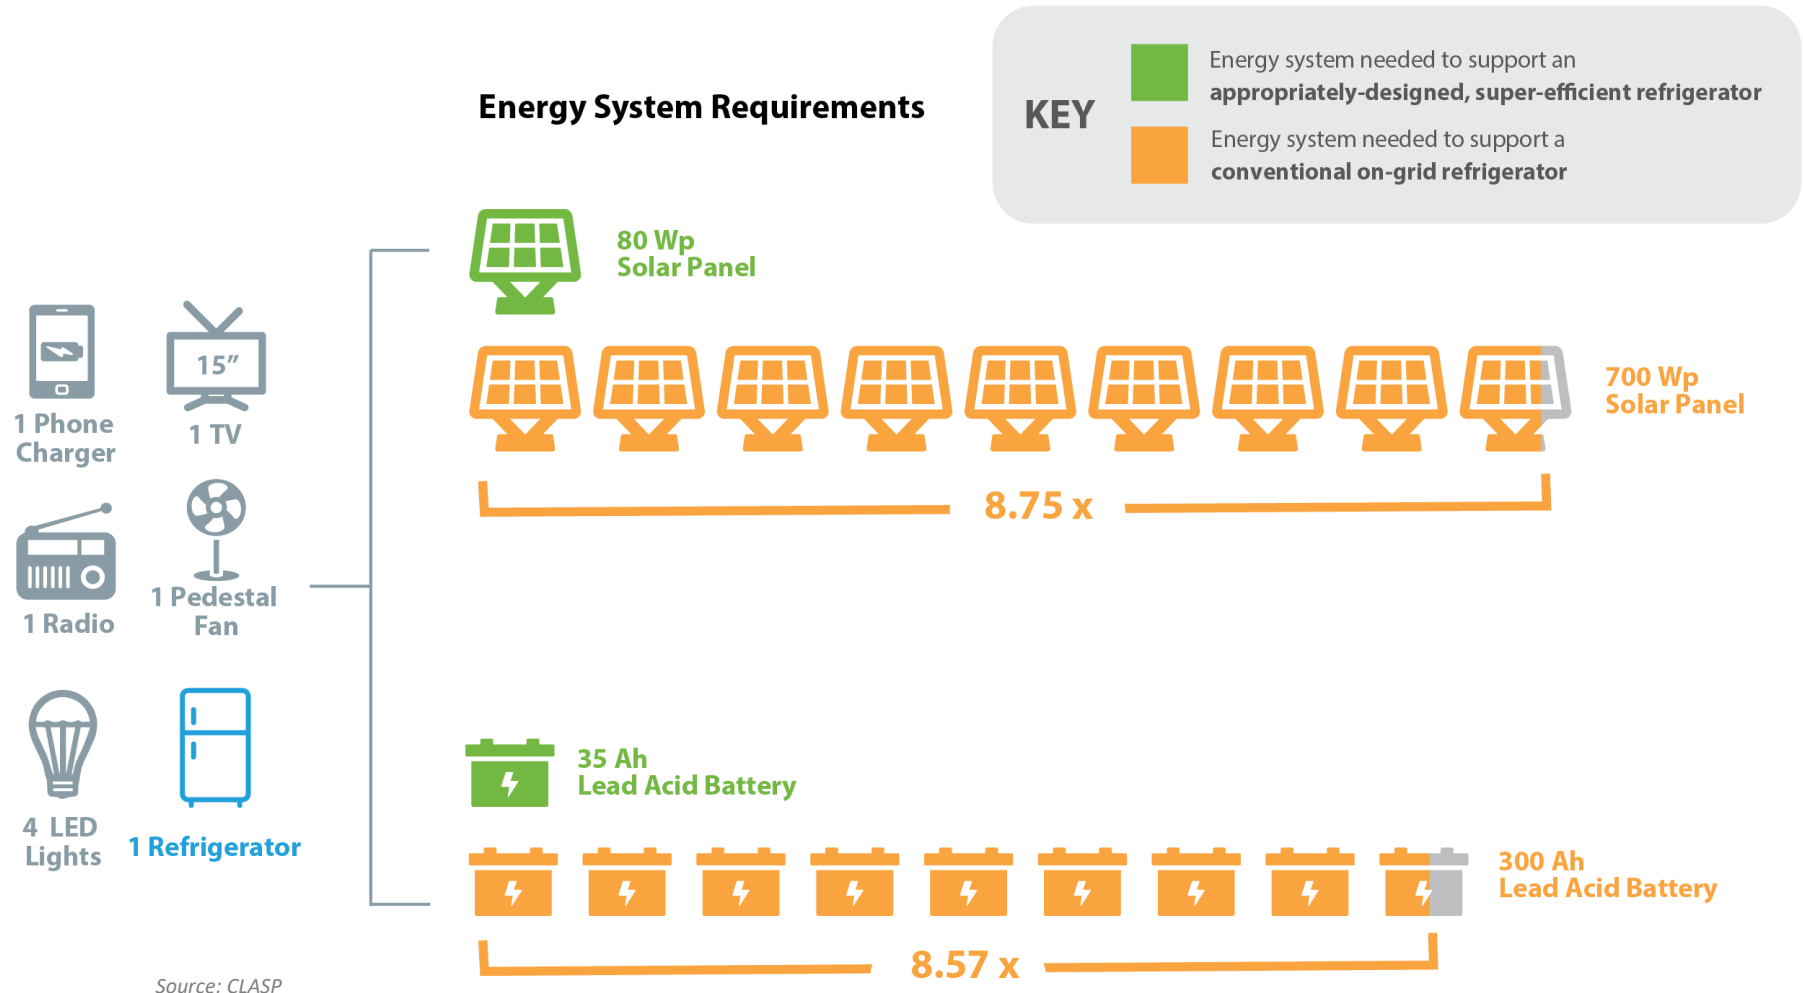 Energy System Requirements
KEY
Energy system needed to support an
appropriately-designed, super-efficient refrigerator
Energy system needed to support a
conventional on-grid refrigerator
80 Wp
Solar Panel
700 Wp
Solar Panel
8.75 x
15”
1 Phone
Charger
1 TV
1 Radio
1 Pedestal
Fan
4 LED
Lights
1 Refrigerator
35 Ah
Lead Acid Battery
300 Ah
Lead Acid Battery
8.57 x
Source: CLASP